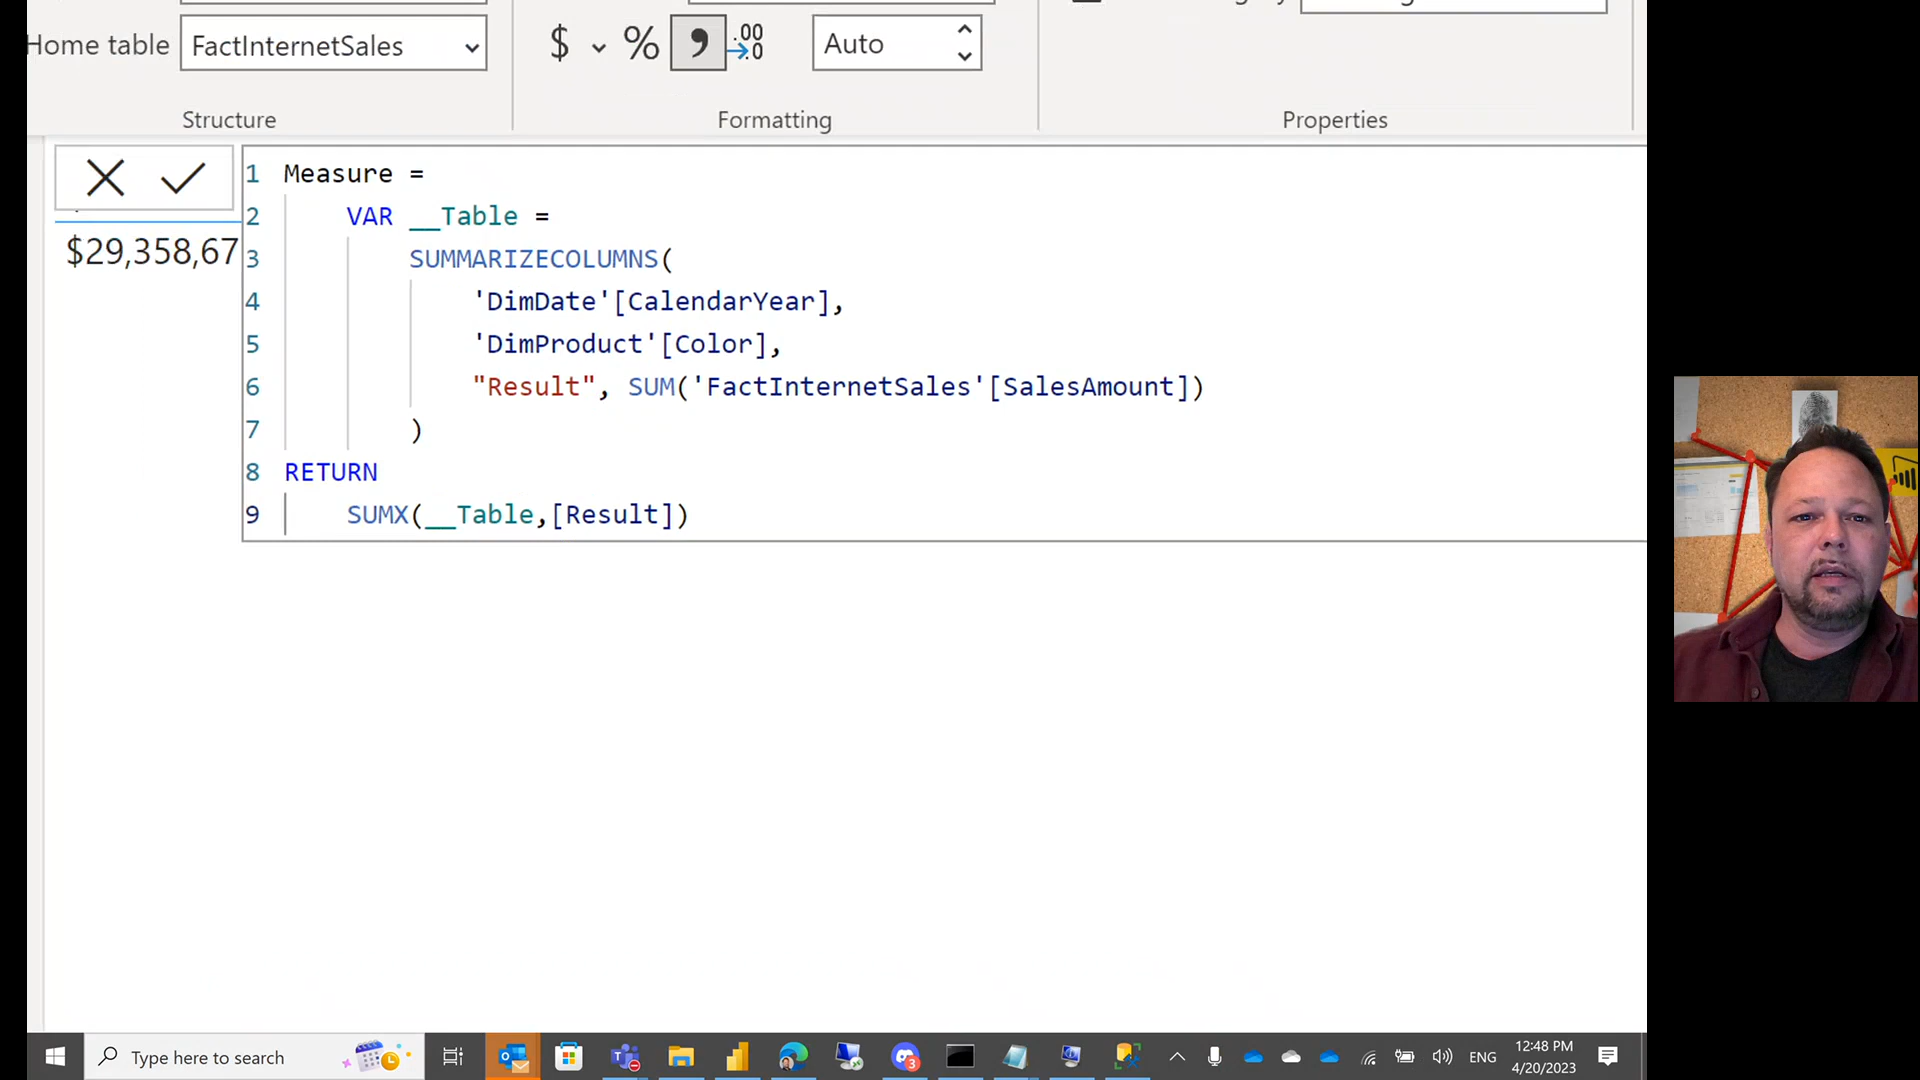 Home table FactInternetSales
$ % , .00 .0 Auto
Structure
Formatting
Properties
1 Measure =
2 VAR __Table =
$29,358,67
3 SUMMARIZECOLUMNS(
4 'DimDate'[CalendarYear],
5 'DimProduct'[Color],
6 "Result", SUM('FactInternetSales'[SalesAmount])
7 )
8 RETURN
9 SUMX(__Table,[Result])
Type here to search
3
ENG
12:48 PM
4/20/2023